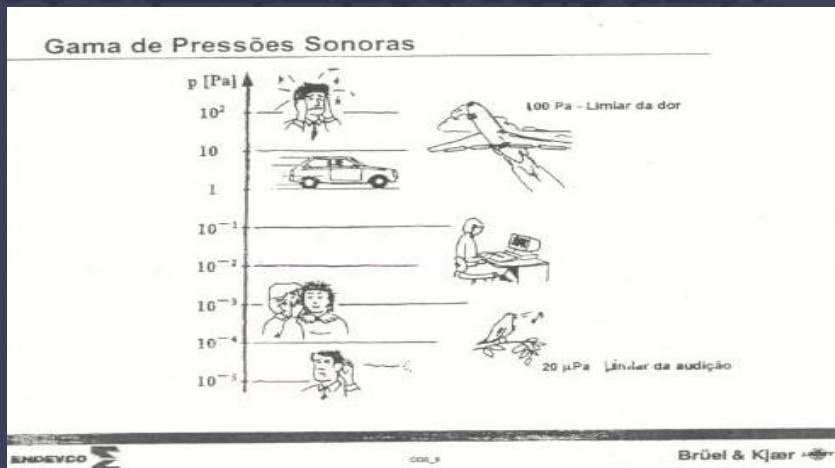 Gama de Pressões Sonoras
p [Pa]
10²
100 Pa - Limiar da dor
10
1
10⁻¹
10⁻²
10⁻³
10⁻⁴
20 µPa Limiar da audição
10⁻⁵
ENDEVCO
Brüel & Kjær